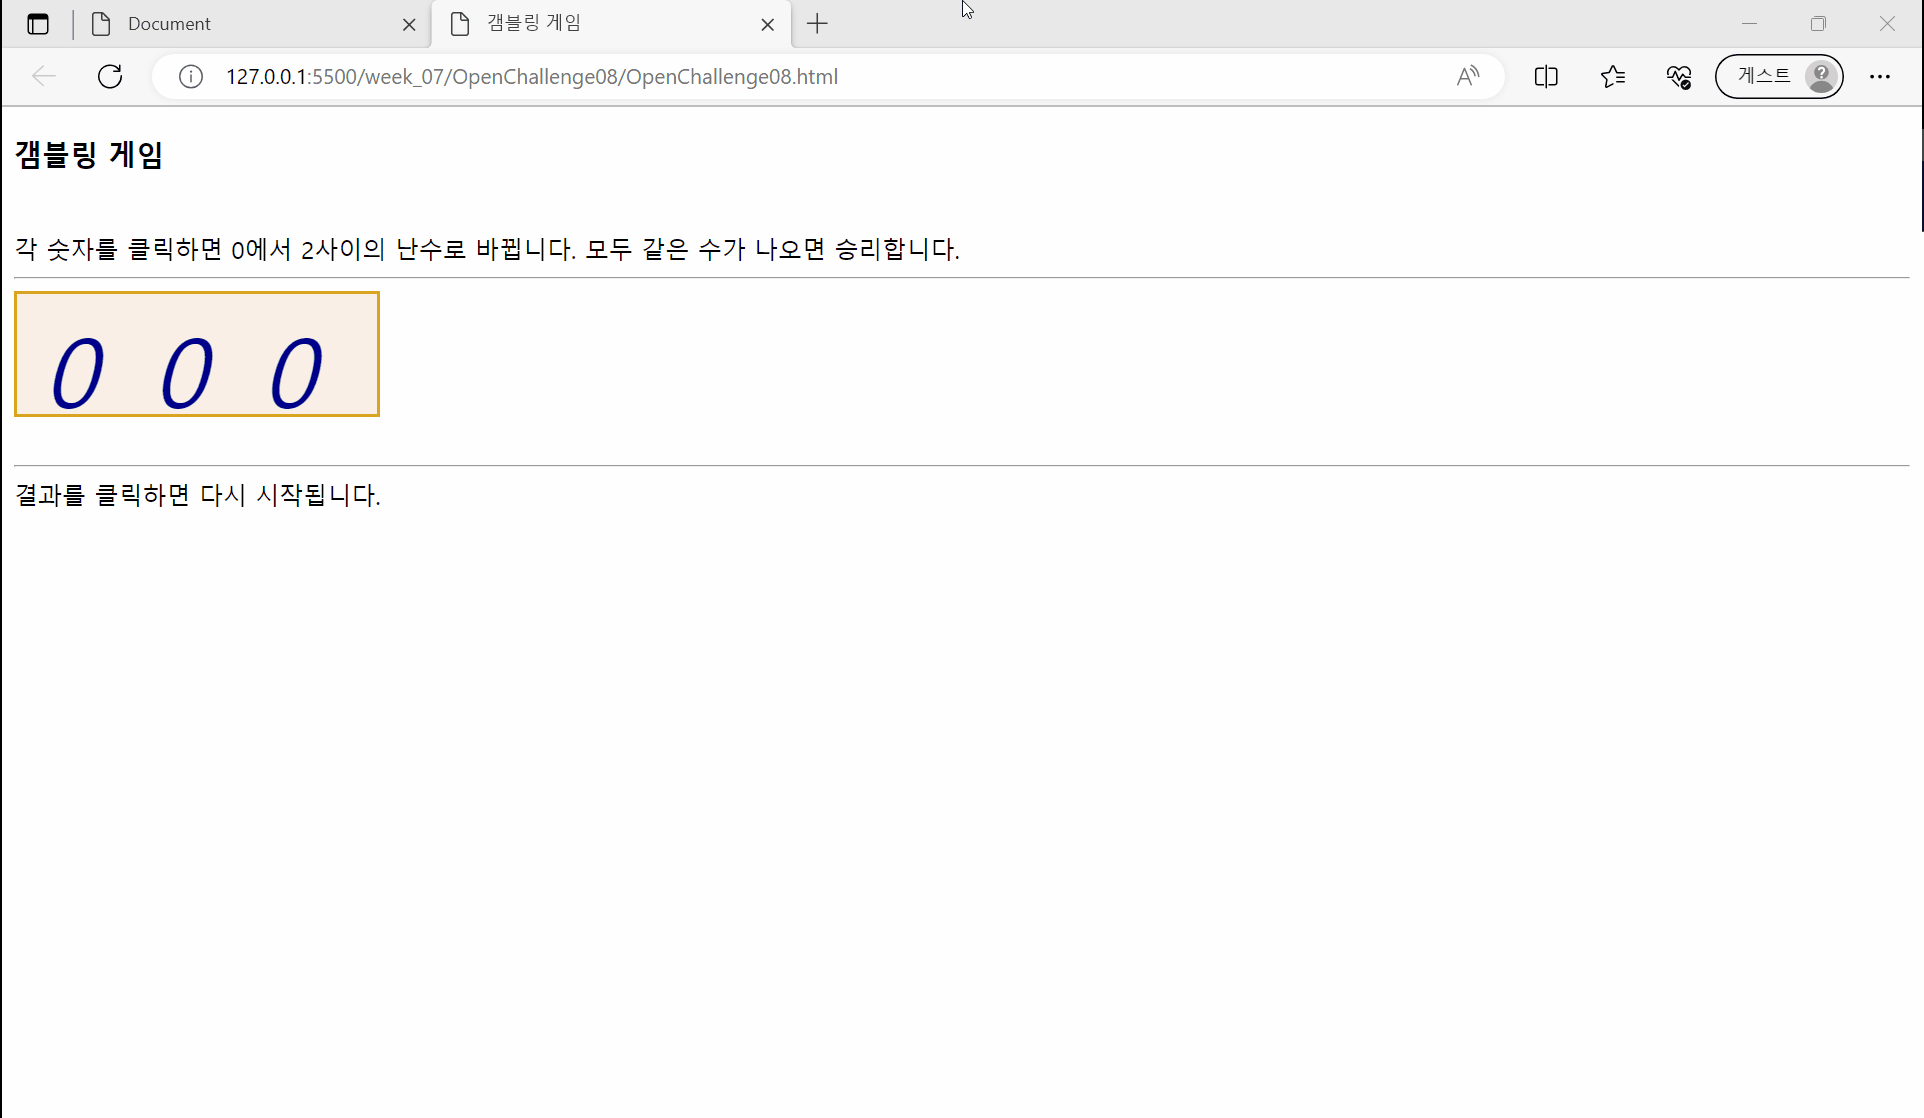 Document
갬블링 게임
127.0.0.1:5500/week_07/OpenChallenge08/OpenChallenge08.html
게스트
갬블링 게임
각 숫자를 클릭하면 0에서 2사이의 난수로 바뀝니다. 모두 같은 수가 나오면 승리합니다.
0 0 0
결과를 클릭하면 다시 시작됩니다.